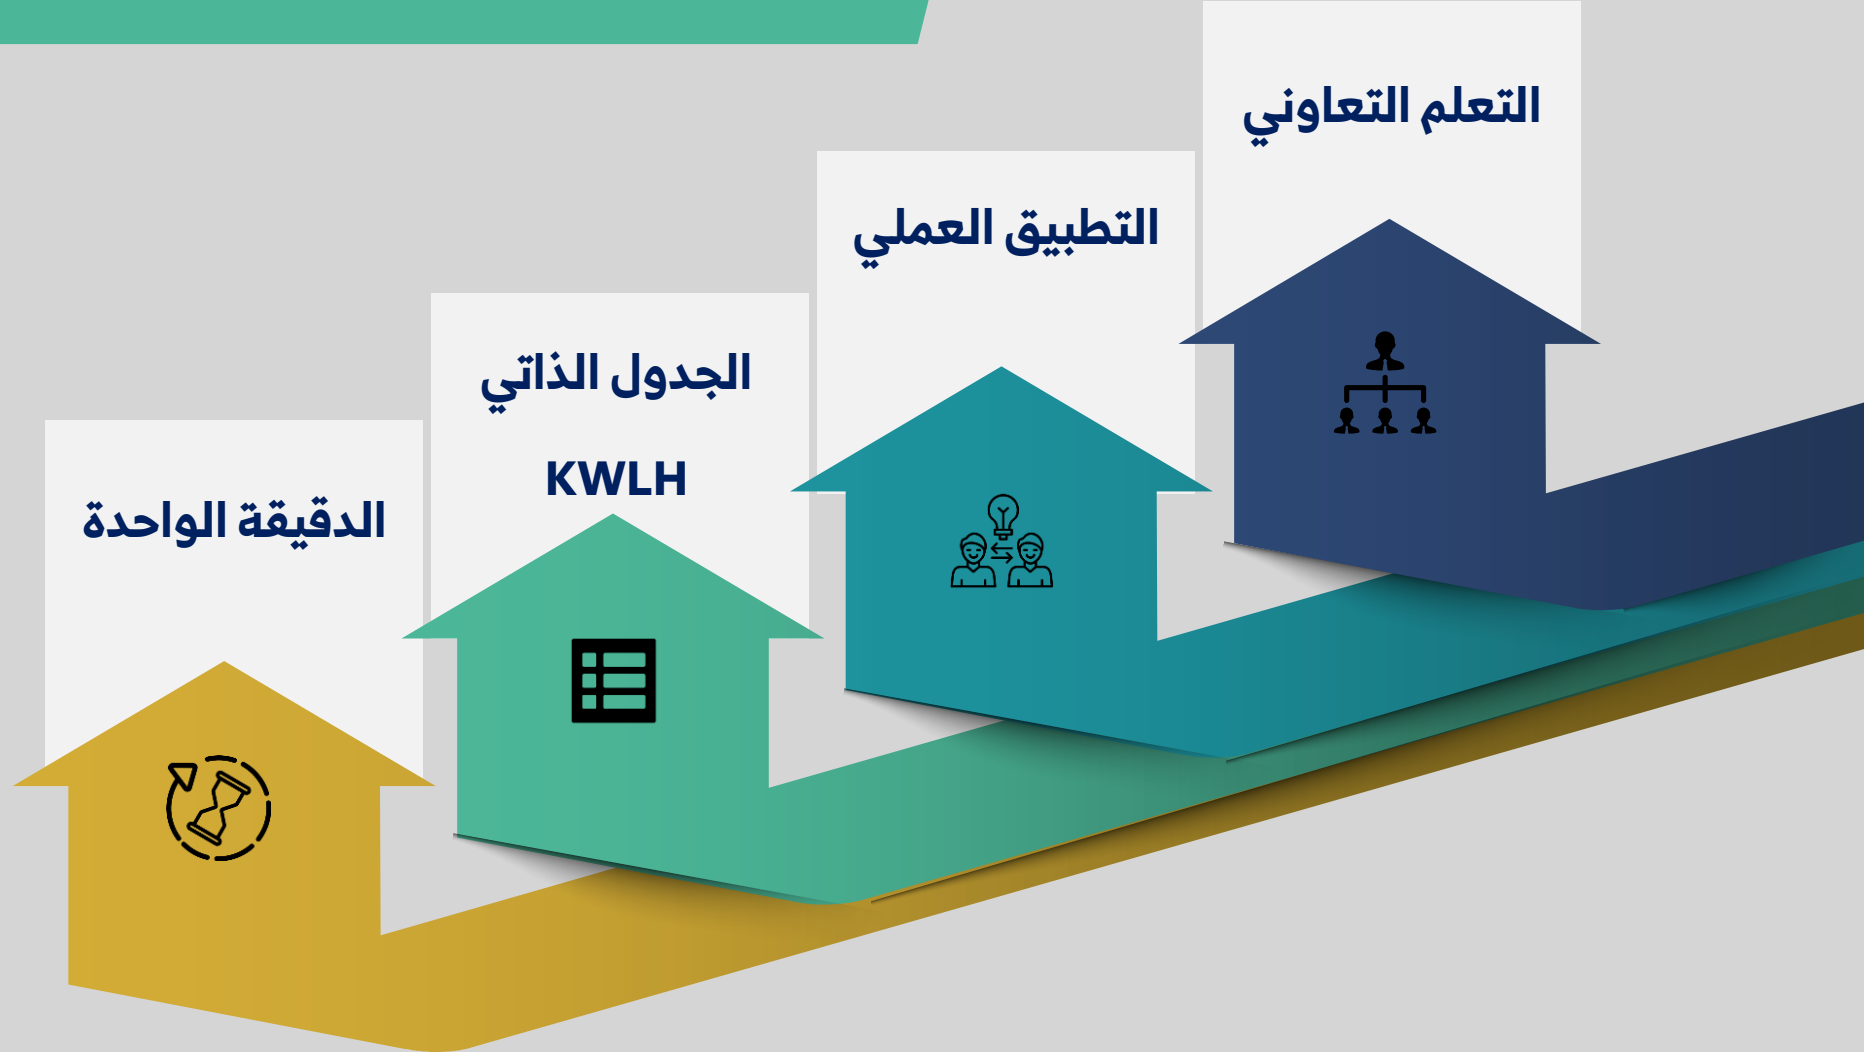 التعلم التعاوني
التطبيق العملي
الجدول الذاتي
KWLH
الدقيقة الواحدة